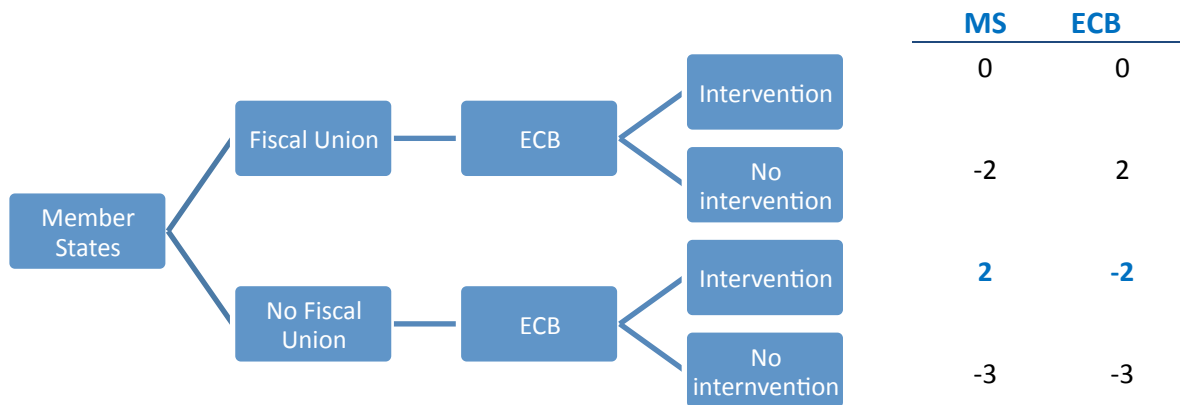 MS ECB
Intervention
0 0
Fiscal Union
ECB
No
intervention
-2 2
Member
States
Intervention
2 -2
No Fiscal
Union
ECB
No
internvention
-3 -3